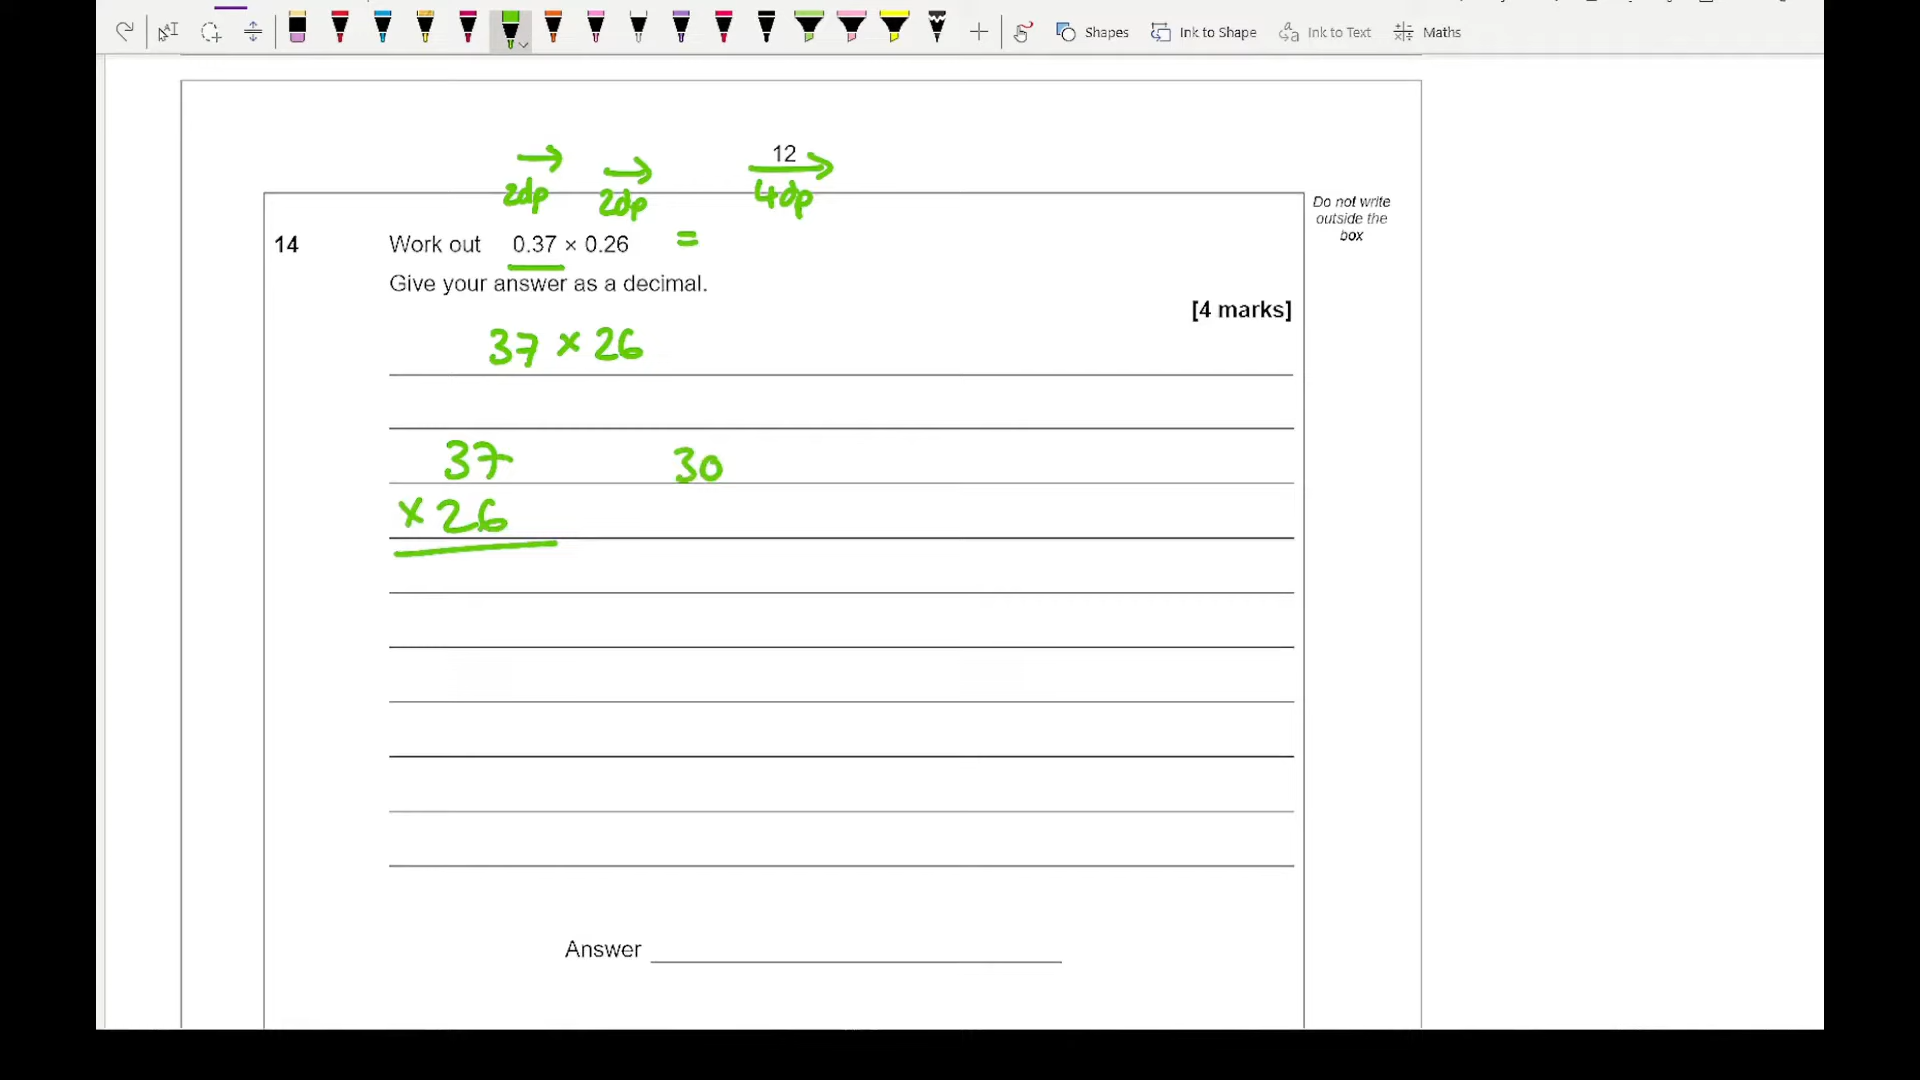 Shapes Ink to Shape Ink to Text Maths
12
2dp 2dp 4dp
Do not write
outside the
box
14 Work out 0.37 × 0.26 =
Give your answer as a decimal.
[4 marks]
37 × 26
37 30
× 26
Answer